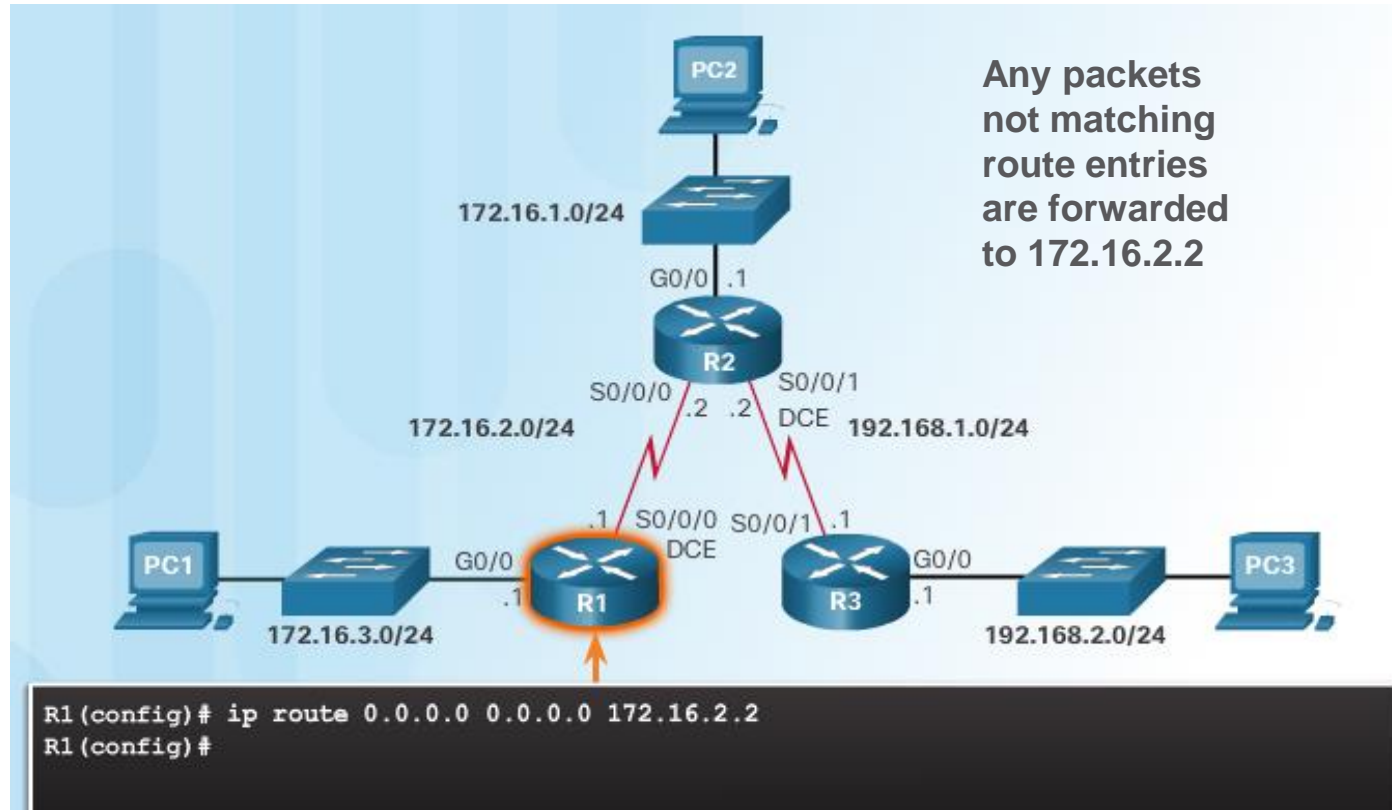 PC2
Any packets
not matching
route entries
are forwarded
to 172.16.2.2
172.16.1.0/24
G0/0 .1
R2
S0/0/0 .2 .2 S0/0/1
DCE
172.16.2.0/24 192.168.1.0/24
.1 S0/0/0 S0/0/1 .1
DCE
PC1 G0/0 .1 R1 R3 G0/0 .1 PC3
172.16.3.0/24 192.168.2.0/24
R1(config)# ip route 0.0.0.0 0.0.0.0 172.16.2.2
R1(config)#